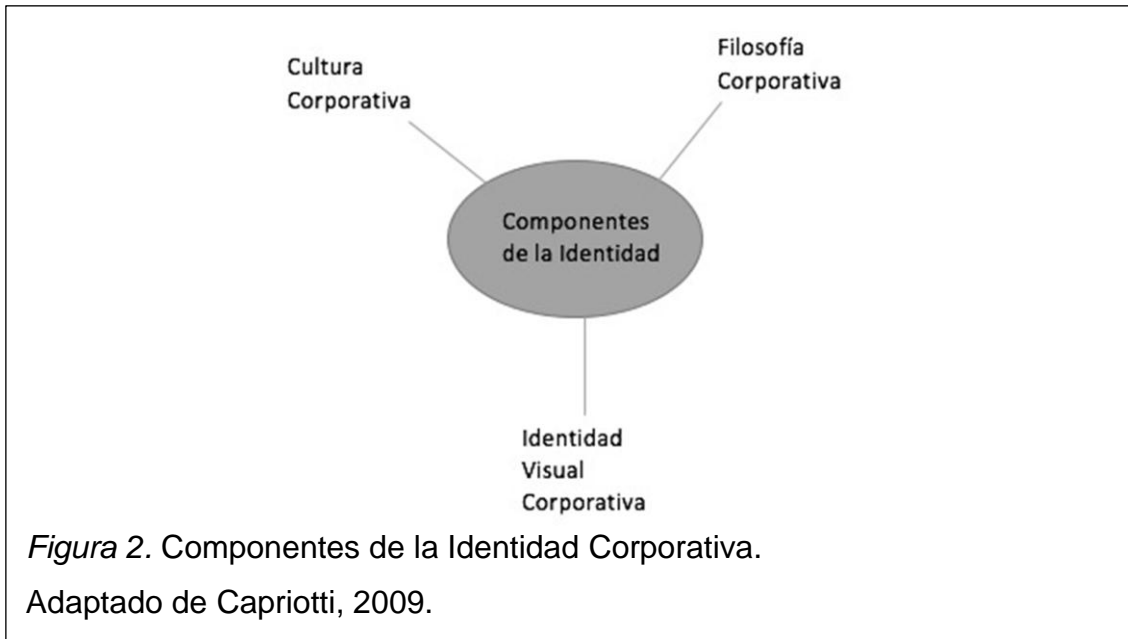 Cultura
Corporativa
Filosofía
Corporativa
Componentes
de la Identidad
Identidad
Visual
Corporativa
Figura 2. Componentes de la Identidad Corporativa.
Adaptado de Capriotti, 2009.